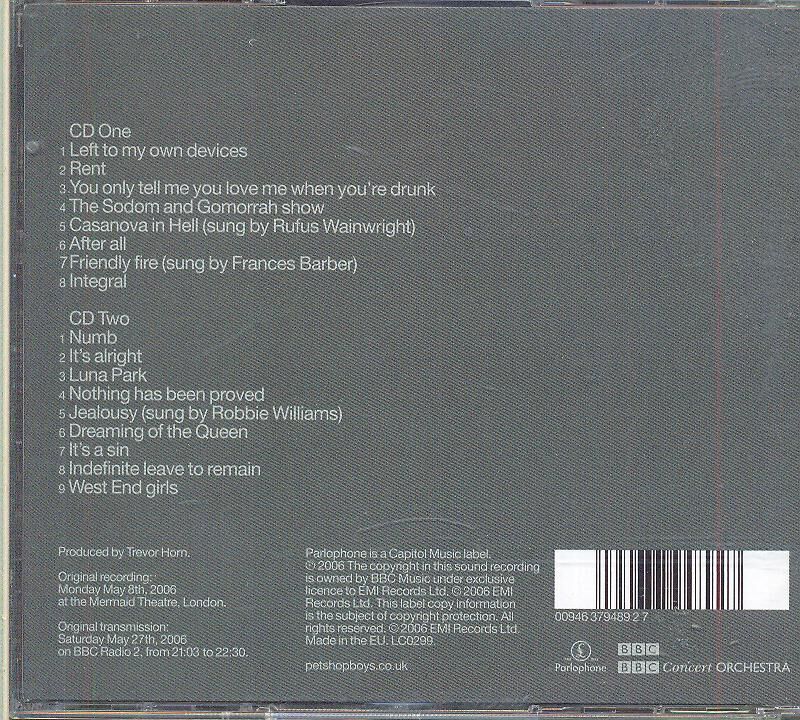 CD One
1 Left to my own devices
2 Rent
3 You only tell me you love me when you're drunk
4 The Sodom and Gomorrah show
5 Casanova in Hell (sung by Rufus Wainwright)
6 After all
7 Friendly fire (sung by Frances Barber)
8 Integral
CD Two
1 Numb
2 It's alright
3 Luna Park
4 Nothing has been proved
5 Jealousy (sung by Robbie Williams)
6 Dreaming of the Queen
7 It's a sin
8 Indefinite leave to remain
9 West End girls
Produced by Trevor Horn.
Original recording:
Monday May 8th, 2006
at the Mermaid Theatre, London.
Original transmission:
Saturday May 27th, 2006
on BBC Radio 2, from 21:03 to 22:30.
Parlophone is a Capitol Music label.
℗ 2006 The copyright in this sound recording
is owned by BBC Music under exclusive
licence to EMI Records Ltd. © 2006 EMI
Records Ltd. This label copy information
is the subject of copyright protection. All
rights reserved. © 2006 EMI Records Ltd
Made in the EU. LC0299.
petshopboys.co.uk
00946 379489 2 7
£
Parlophone
BBC
BBC Concert ORCHESTRA